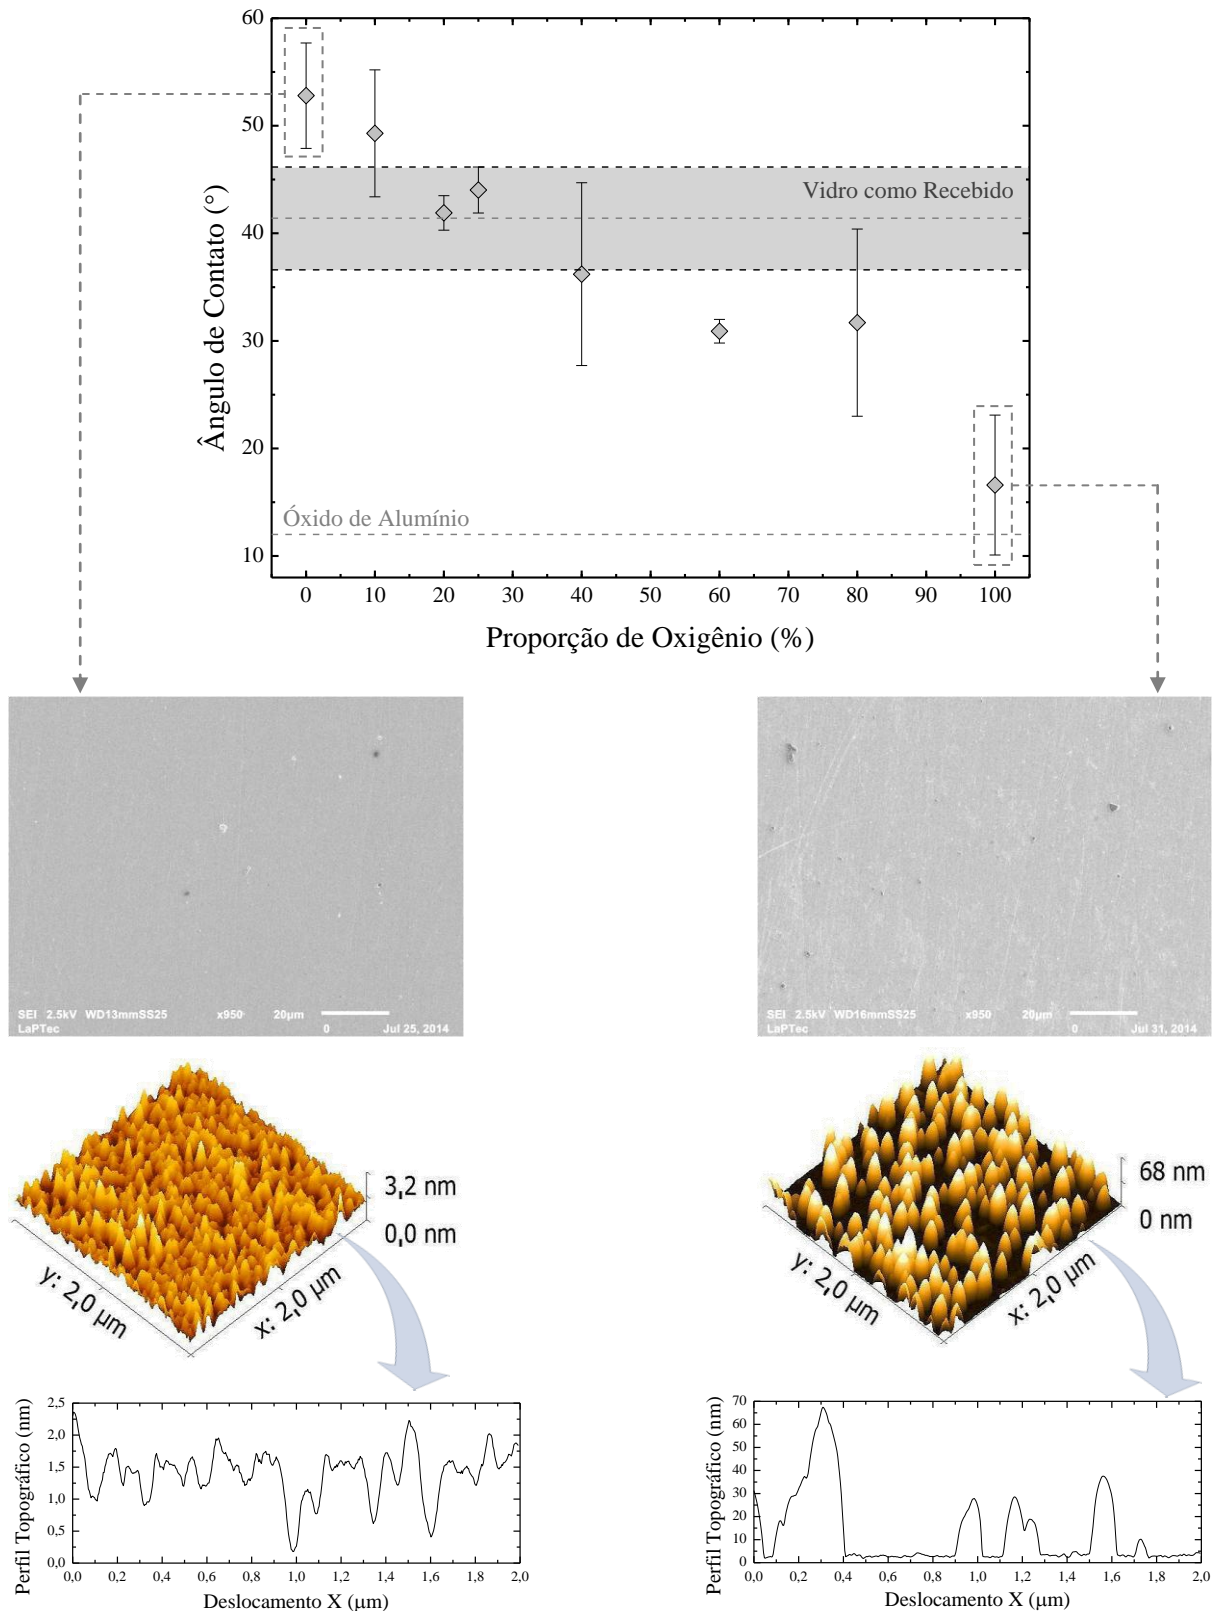 60
50
40
30
20
10
Ângulo de Contato (°)
Vidro como Recebido
Óxido de Alumínio
0 10 20 30 40 50 60 70 80 90 100
Proporção de Oxigênio (%)
SEI 2.5kV WD13mmSS25 x950 20µm
LaPTec 0 Jul 25, 2014
SEI 2.5kV WD16mmSS25 x950 20µm
LaPTec 0 Jul 31, 2014
3,2 nm
0,0 nm
y: 2,0 µm
x: 2,0 µm
68 nm
0 nm
y: 2,0 µm
x: 2,0 µm
Perfil Topográfico (nm)
2,5
2,0
1,5
1,0
0,5
0,0
0,0 0,2 0,4 0,6 0,8 1,0 1,2 1,4 1,6 1,8 2,0
Deslocamento X (µm)
Perfil Topográfico (nm)
70
60
50
40
30
20
10
0
0,0 0,2 0,4 0,6 0,8 1,0 1,2 1,4 1,6 1,8 2,0
Deslocamento X (µm)